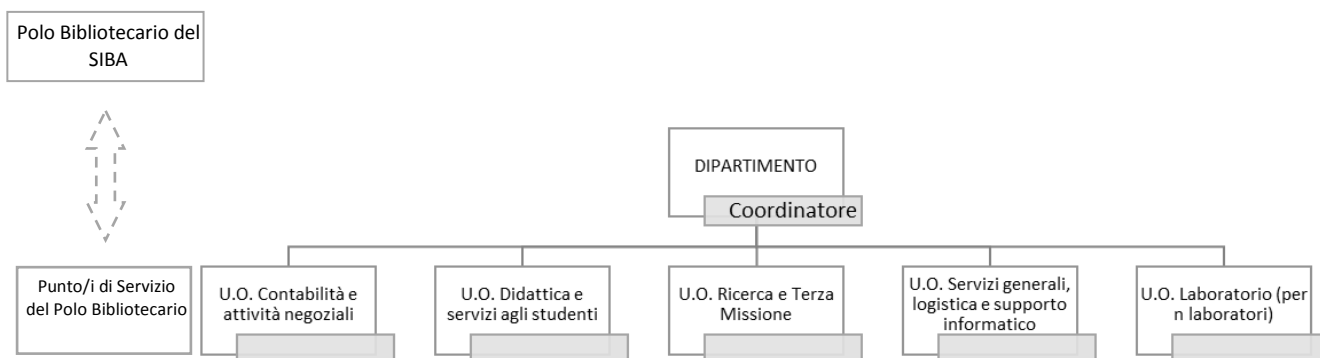 Polo Bibliotecario del
SIBA
DIPARTIMENTO
Coordinatore
Punto/i di Servizio
del Polo Bibliotecario
U.O. Contabilità e
attività negoziali
U.O. Didattica e
servizi agli studenti
U.O. Ricerca e Terza
Missione
U.O. Servizi generali,
logistica e supporto
informatico
U.O. Laboratorio (per
n laboratori)